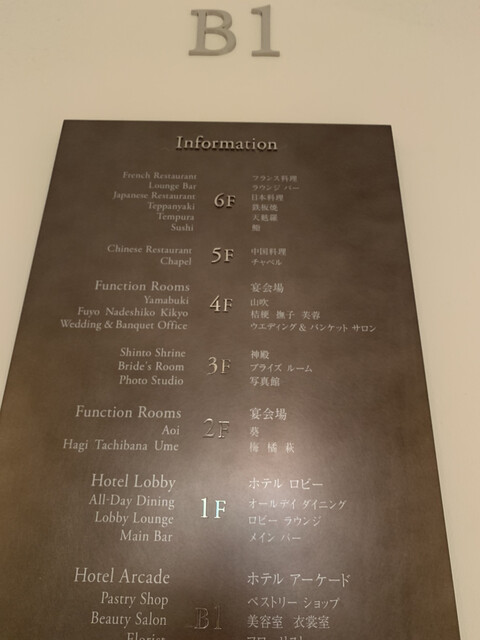 B1
Information
French Restaurant フランス料理
Lounge Bar ラウンジ バー
Japanese Restaurant 6F 日本料理
Teppanyaki 鉄板焼
Tempura 天麩羅
Sushi 鮨
Chinese Restaurant 5F 中国料理
Chapel チャペル
Function Rooms 宴会場
Yamabuki 4F 山吹
Fuyo Nadeshiko Kikyo 桔梗 撫子 芙蓉
Wedding & Banquet Office ウエディング & バンケット サロン
Shinto Shrine 神殿
Bride's Room 3F ブライズ ルーム
Photo Studio 写真館
Function Rooms 宴会場
Aoi 2F 葵
Hagi Tachibana Ume 梅 橘 萩
Hotel Lobby ホテル ロビー
All-Day Dining 1F オールデイ ダイニング
Lobby Lounge ロビー ラウンジ
Main Bar メイン バー
Hotel Arcade ホテル アーケード
Pastry Shop B1 ペストリー ショップ
Beauty Salon 美容室 衣裳室
Florist